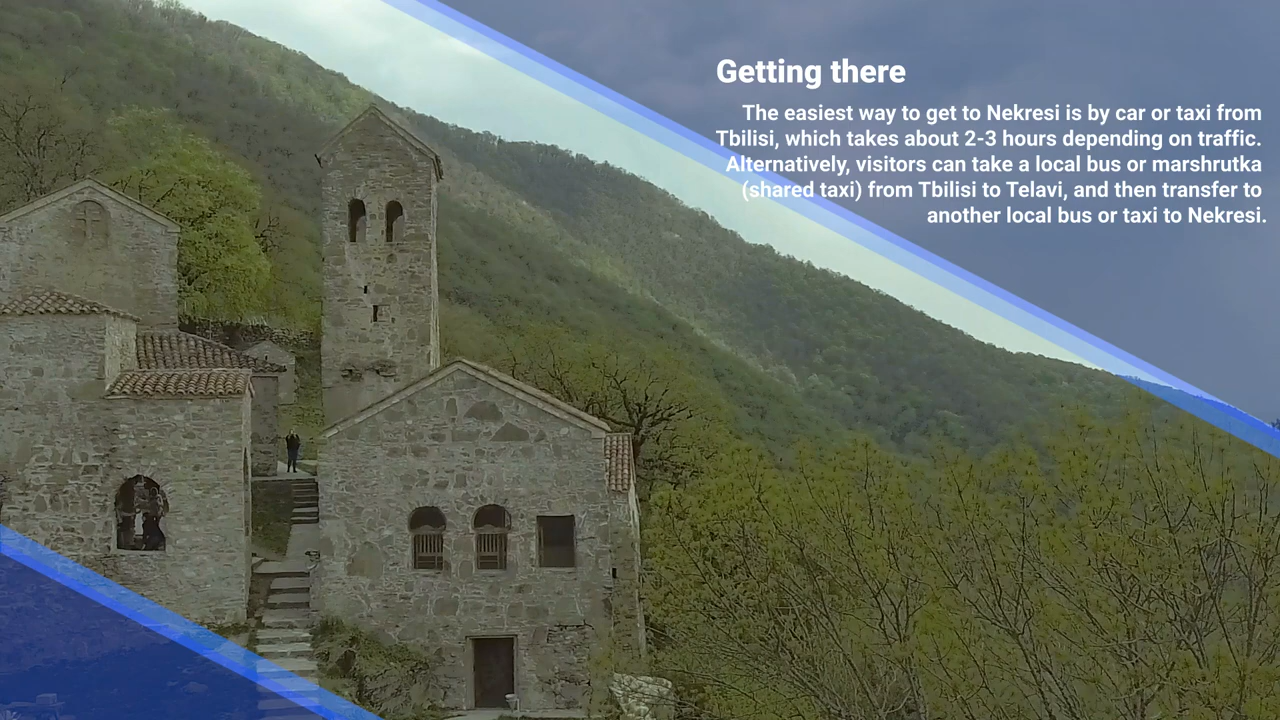 Getting there
The easiest way to get to Nekresi is by car or taxi from
Tbilisi, which takes about 2-3 hours depending on traffic.
Alternatively, visitors can take a local bus or marshrutka
(shared taxi) from Tbilisi to Telavi, and then transfer to
another local bus or taxi to Nekresi.